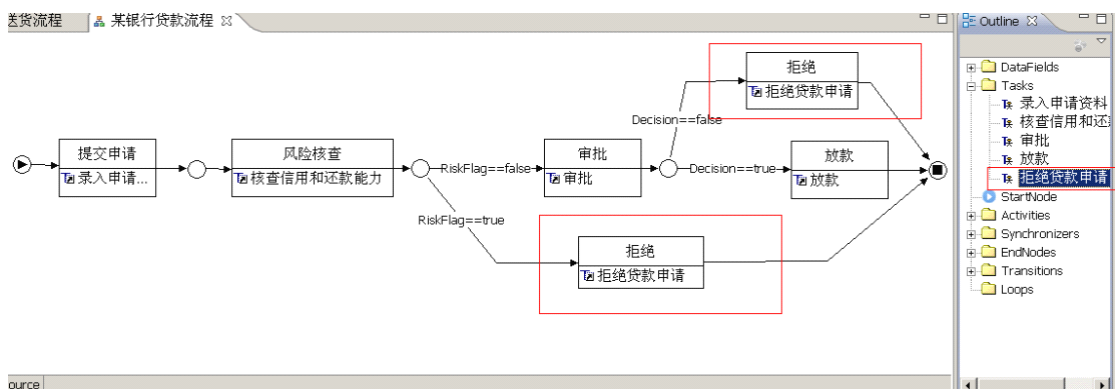 送货流程
某银行贷款流程
Outline
拒绝
拒绝贷款申请
Decision==false
提交申请
录入申请...
风险核查
核查信用和还款能力
RiskFlag==false
审批
审批
Decision==true
放款
放款
RiskFlag==true
拒绝
拒绝贷款申请
DataFields
Tasks
录入申请资料
核查信用和还
审批
放款
拒绝贷款申请
StartNode
Activities
Synchronizers
EndNodes
Transitions
Loops
ource